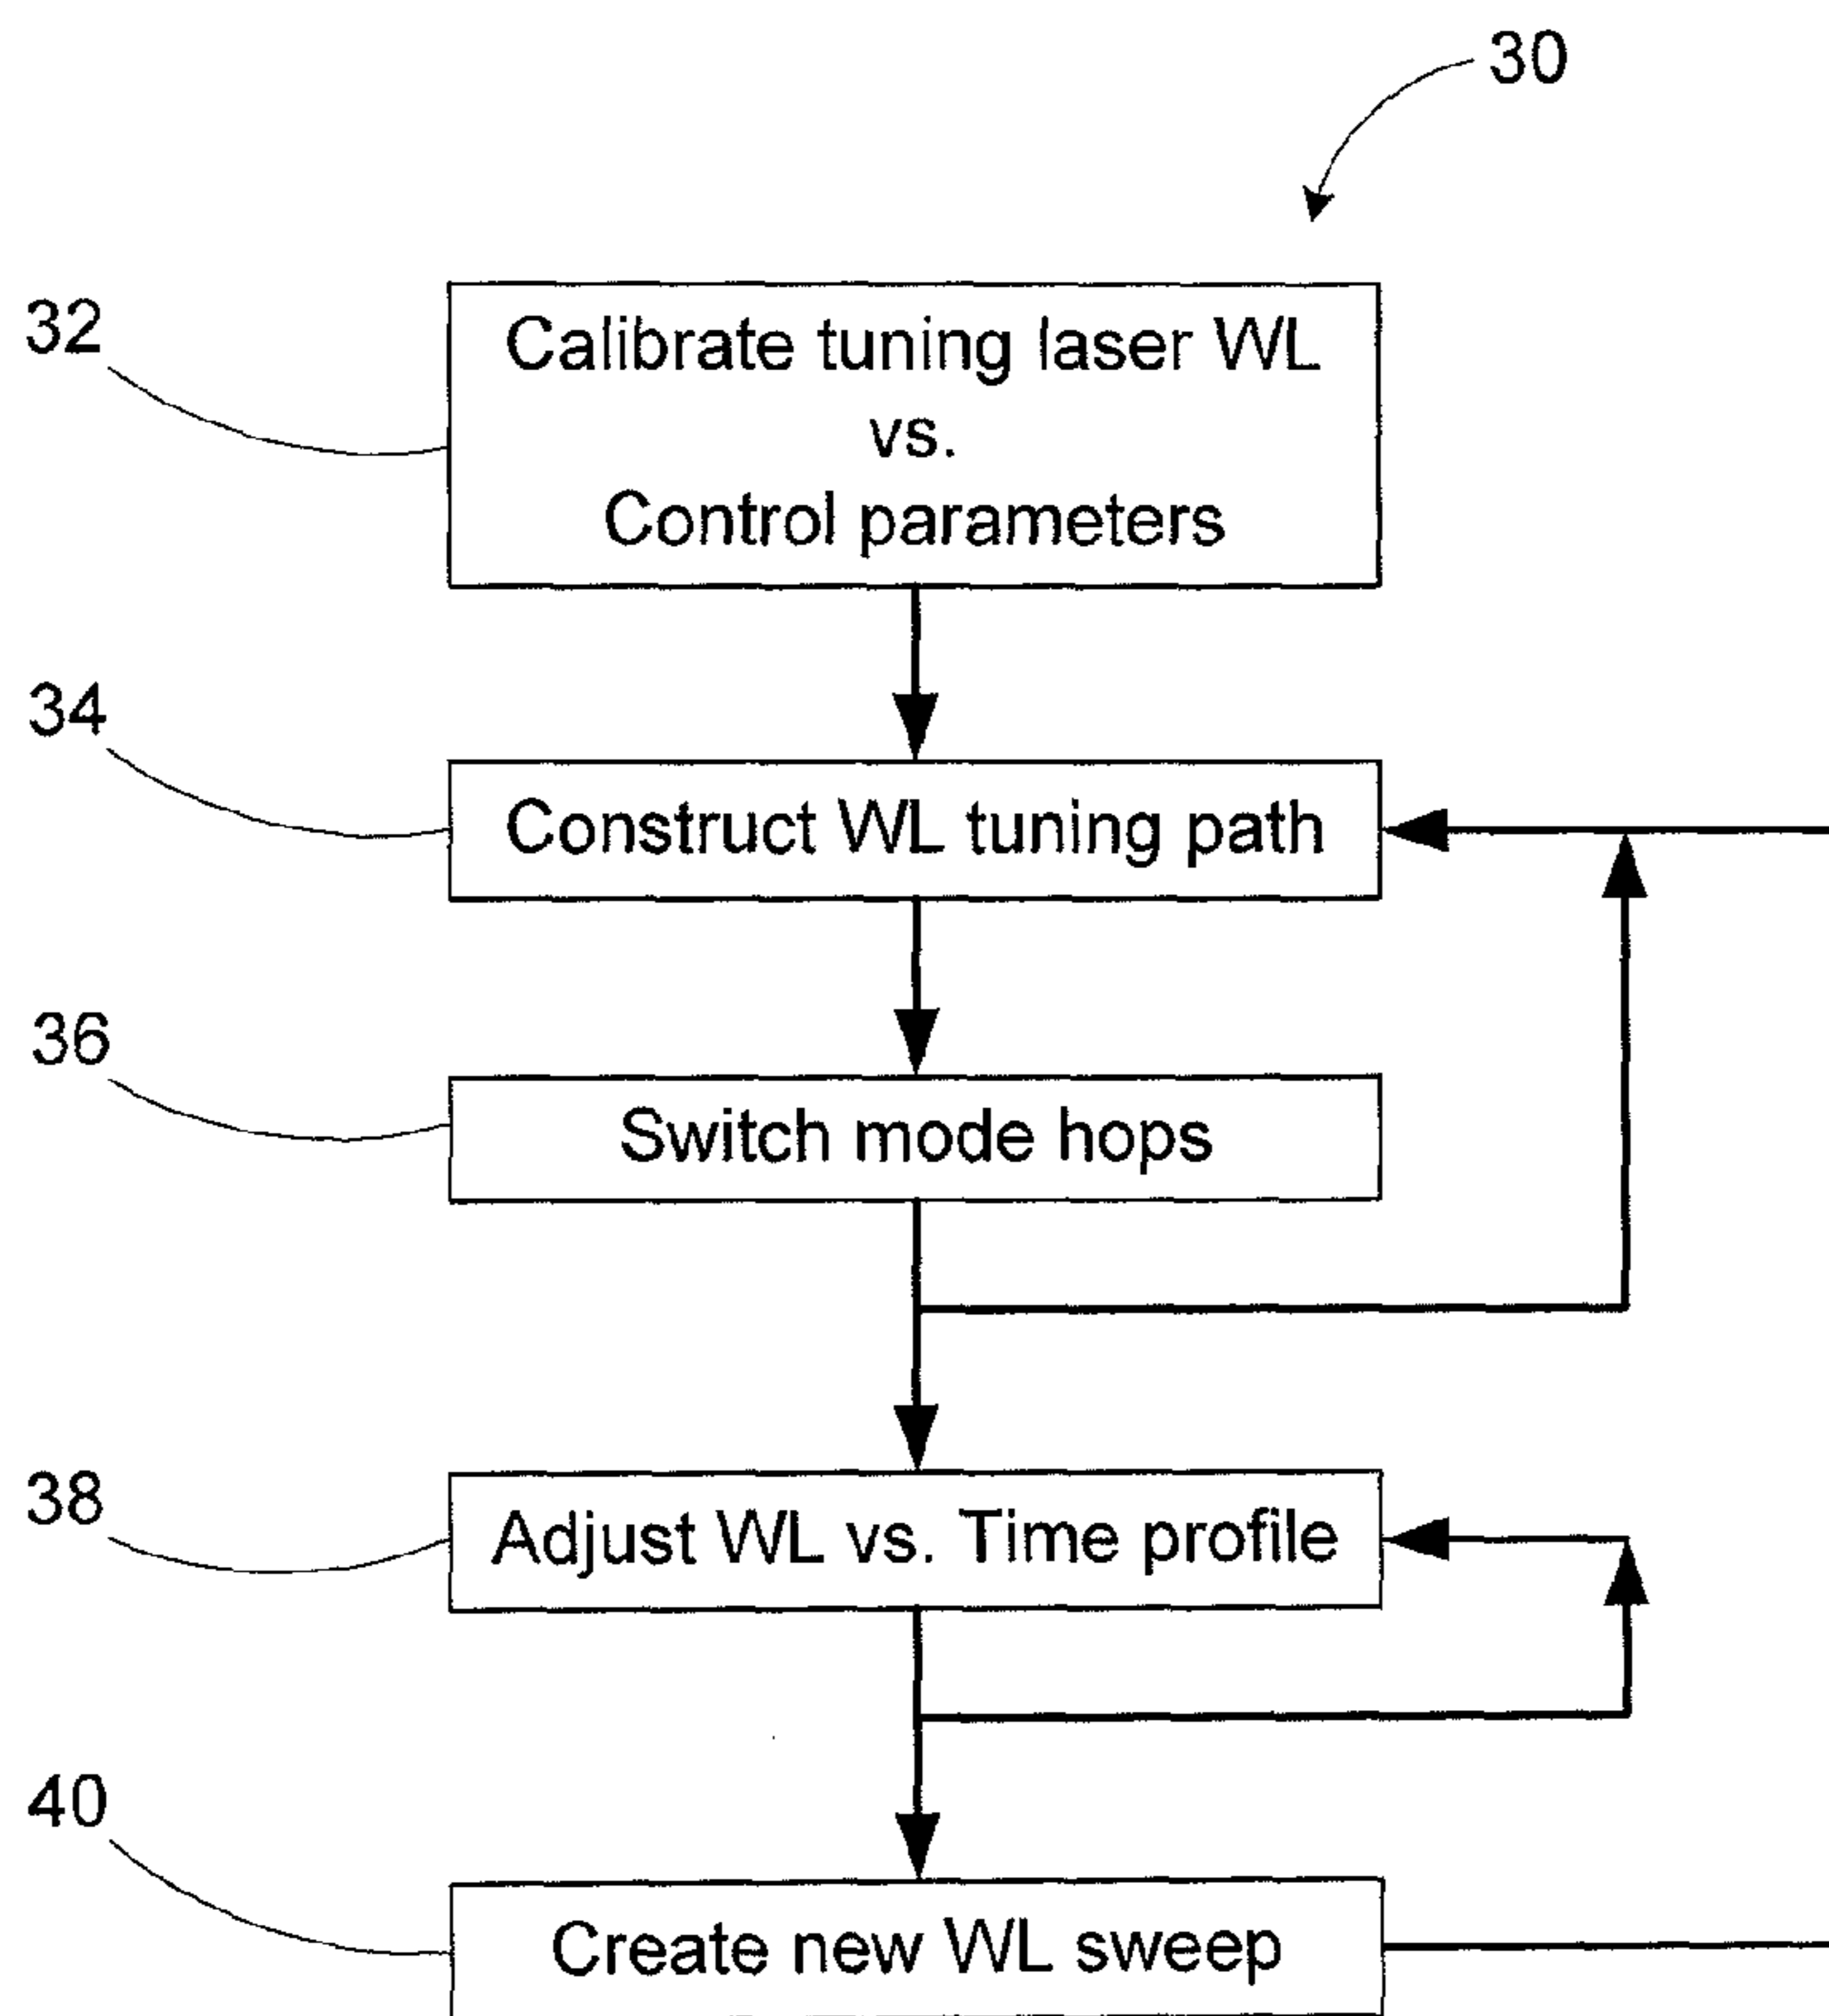 30
32
Calibrate tuning laser WL
vs.
Control parameters
34
Construct WL tuning path
36
Switch mode hops
38
Adjust WL vs. Time profile
40
Create new WL sweep